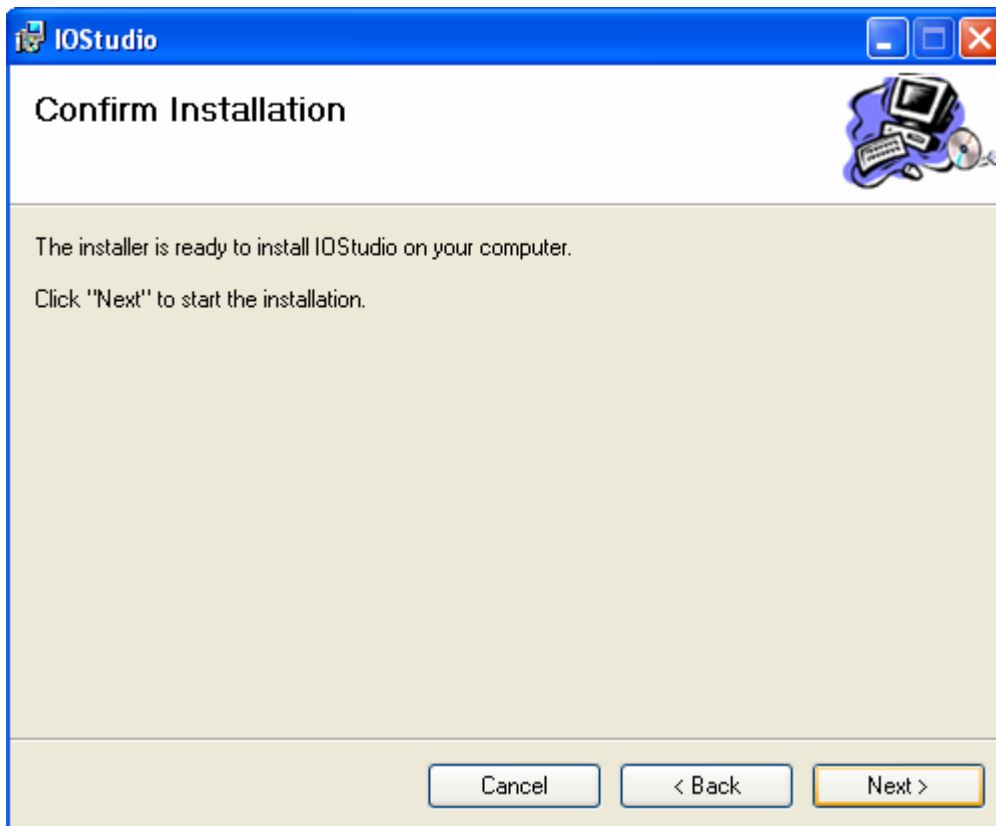 IOStudio
Confirm Installation
The installer is ready to install IOStudio on your computer.
Click "Next" to start the installation.
Cancel
< Back
Next >